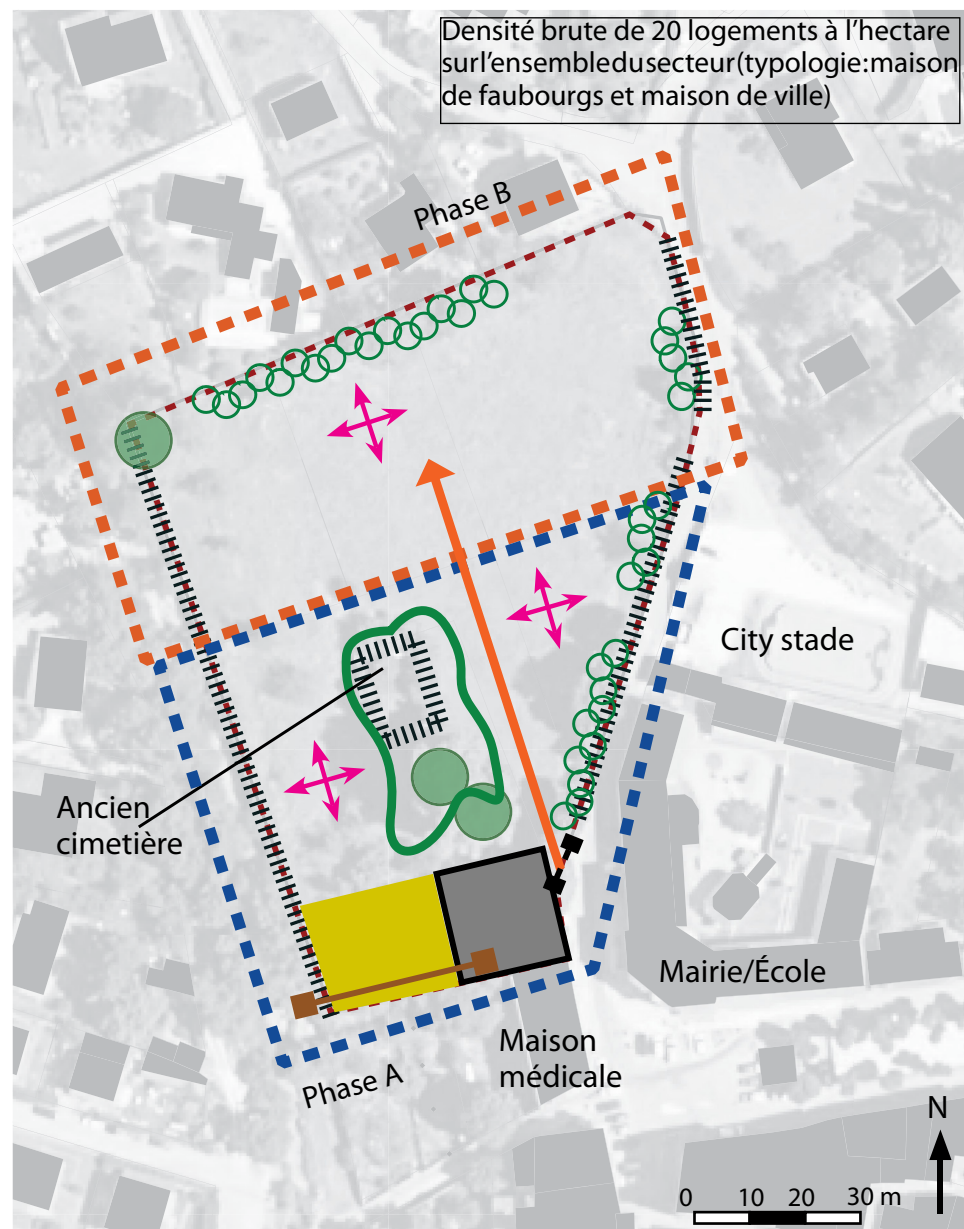 Densité brute de 20 logements à l'hectare
surl'ensembledusecteur(typologie:maison
de faubourgs et maison de ville)
Phase B
City stade
Ancien
cimetière
Mairie/École
Maison
médicale
Phase A
N
0 10 20 30 m